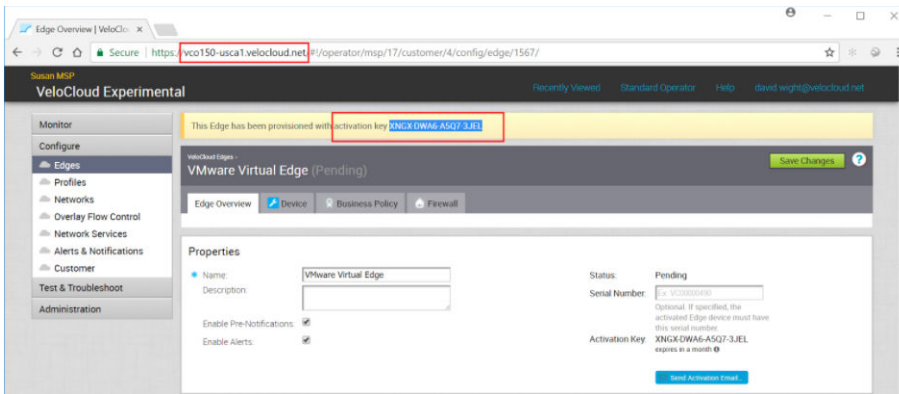 Edge Overview | VeloClo
Secure https://vco150-usca1.velocloud.net/#!/operator/msp/17/customer/4/config/edge/1567/
Susan MSP
VeloCloud Experimental
Recently Viewed Standard Operator Help david.wight@velocloud.net
Monitor
Configure
Edges
Profiles
Networks
Overlay Flow Control
Network Services
Alerts & Notifications
Customer
Test & Troubleshoot
Administration
This Edge has been provisioned with activation key XNGX-DWA6-A5Q7-3JEL
VeloCloud Edges
VMware Virtual Edge (Pending)
Save Changes ?
Edge Overview Device Business Policy Firewall
Properties
Name: VMware Virtual Edge
Description:
Enable Pre-Notifications:
Enable Alerts:
Status: Pending
Serial Number: Ex. VC00000490
Optional. If specified, the
activated Edge device must have
this serial number.
Activation Key XNGX-DWA6-A5Q7-3JEL
expires in a month
Send Activation Email...